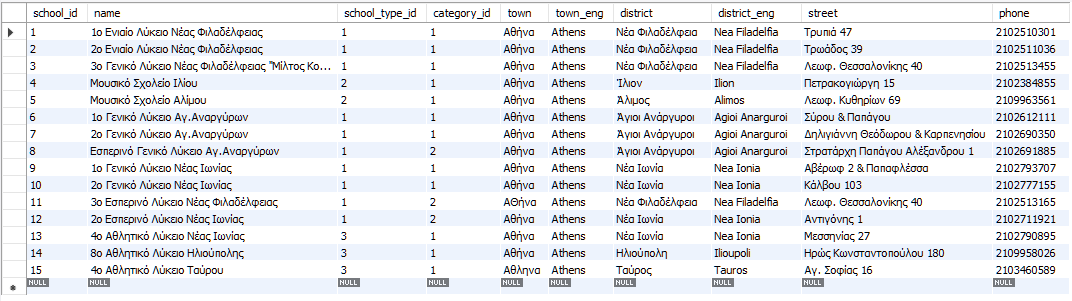 school_id name school_type_id category_id town town_eng district district_eng street phone
1 1ο Ενιαίο Λύκειο Νέας Φιλαδέλφειας 1 1 Αθήνα Athens Νέα Φιλαδέλφεια Nea Filadelfia Τρυπιά 47 2102510301
2 2ο Ενιαίο Λύκειο Νέας Φιλαδέλφειας 1 1 Αθήνα Athens Νέα Φιλαδέλφεια Nea Filadelfia Τρωάδος 39 2102511036
3 3ο Γενικό Λύκειο Νέας Φιλαδέλφειας "Μίλτος Κο... 1 1 Αθήνα Athens Νέα Φιλαδέλφεια Nea Filadelfia Λεωφ. Θεσσαλονίκης 40 2102513455
4 Μουσικό Σχολείο Ιλίου 2 1 Αθήνα Athens Ίλιον Ilion Πετρακογιώργη 15 2102384855
5 Μουσικό Σχολείο Αλίμου 2 1 Αθήνα Athens Άλιμος Alimos Λεωφ. Κυθηρίων 69 2109963561
6 1ο Γενικό Λύκειο Αγ.Αναργύρων 1 1 Αθήνα Athens Άγιοι Ανάργυροι Agioi Anarguroi Σύρου & Παπάγου 2102612111
7 2ο Γενικό Λύκειο Αγ.Αναργύρων 1 1 Αθήνα Athens Άγιοι Ανάργυροι Agioi Anarguroi Δηλιγιάννη Θεόδωρου & Καρπενησίου 2102690350
8 Εσπερινό Γενικό Λύκειο Αγ.Αναργύρων 1 2 Αθήνα Athens Άγιοι Ανάργυροι Agioi Anarguroi Στρατάρχη Παπάγου Αλέξανδρου 1 2102691885
9 1ο Γενικό Λύκειο Νέας Ιωνίας 1 1 Αθήνα Athens Νέα Ιωνία Nea Ionia Αβέρωφ 2 & Παπαφλέσσα 2102793707
10 2ο Γενικό Λύκειο Νέας Ιωνίας 1 1 Αθήνα Athens Νέα Ιωνία Nea Ionia Κάλβου 103 2102777155
11 3ο Εσπερινό Λύκειο Νέας Φιλαδέλφειας 1 2 ΑΘήνα Athens Νέα Φιλαδέλφεια Nea Filadelfia Λεωφ. Θεσσαλονίκης 40 2102513165
12 2ο Εσπερινό Λύκειο Νέας Ιωνίας 1 2 Αθήνα Athens Νέα Ιωνία Nea Ionia Αντιγόνης 1 2102711921
13 4ο Αθλητικό Λύκειο Νέας Ιωνίας 3 1 Αθήνα Athens Νέα Ιωνία Nea Ionia Μεσσηνίας 27 2102790895
14 8ο Αθλητικό Λύκειο Ηλιούπολης 3 1 Αθήνα Athens Ηλιούπολη Ilioupoli Ηρώς Κωνσταντοπούλου 180 2109958026
15 4ο Αθλητικό Λύκειο Ταύρου 3 1 Αθληνα Athens Ταύρος Tauros Αγ. Σοφίας 16 2103460589
NULL NULL NULL NULL NULL NULL NULL NULL NULL NULL